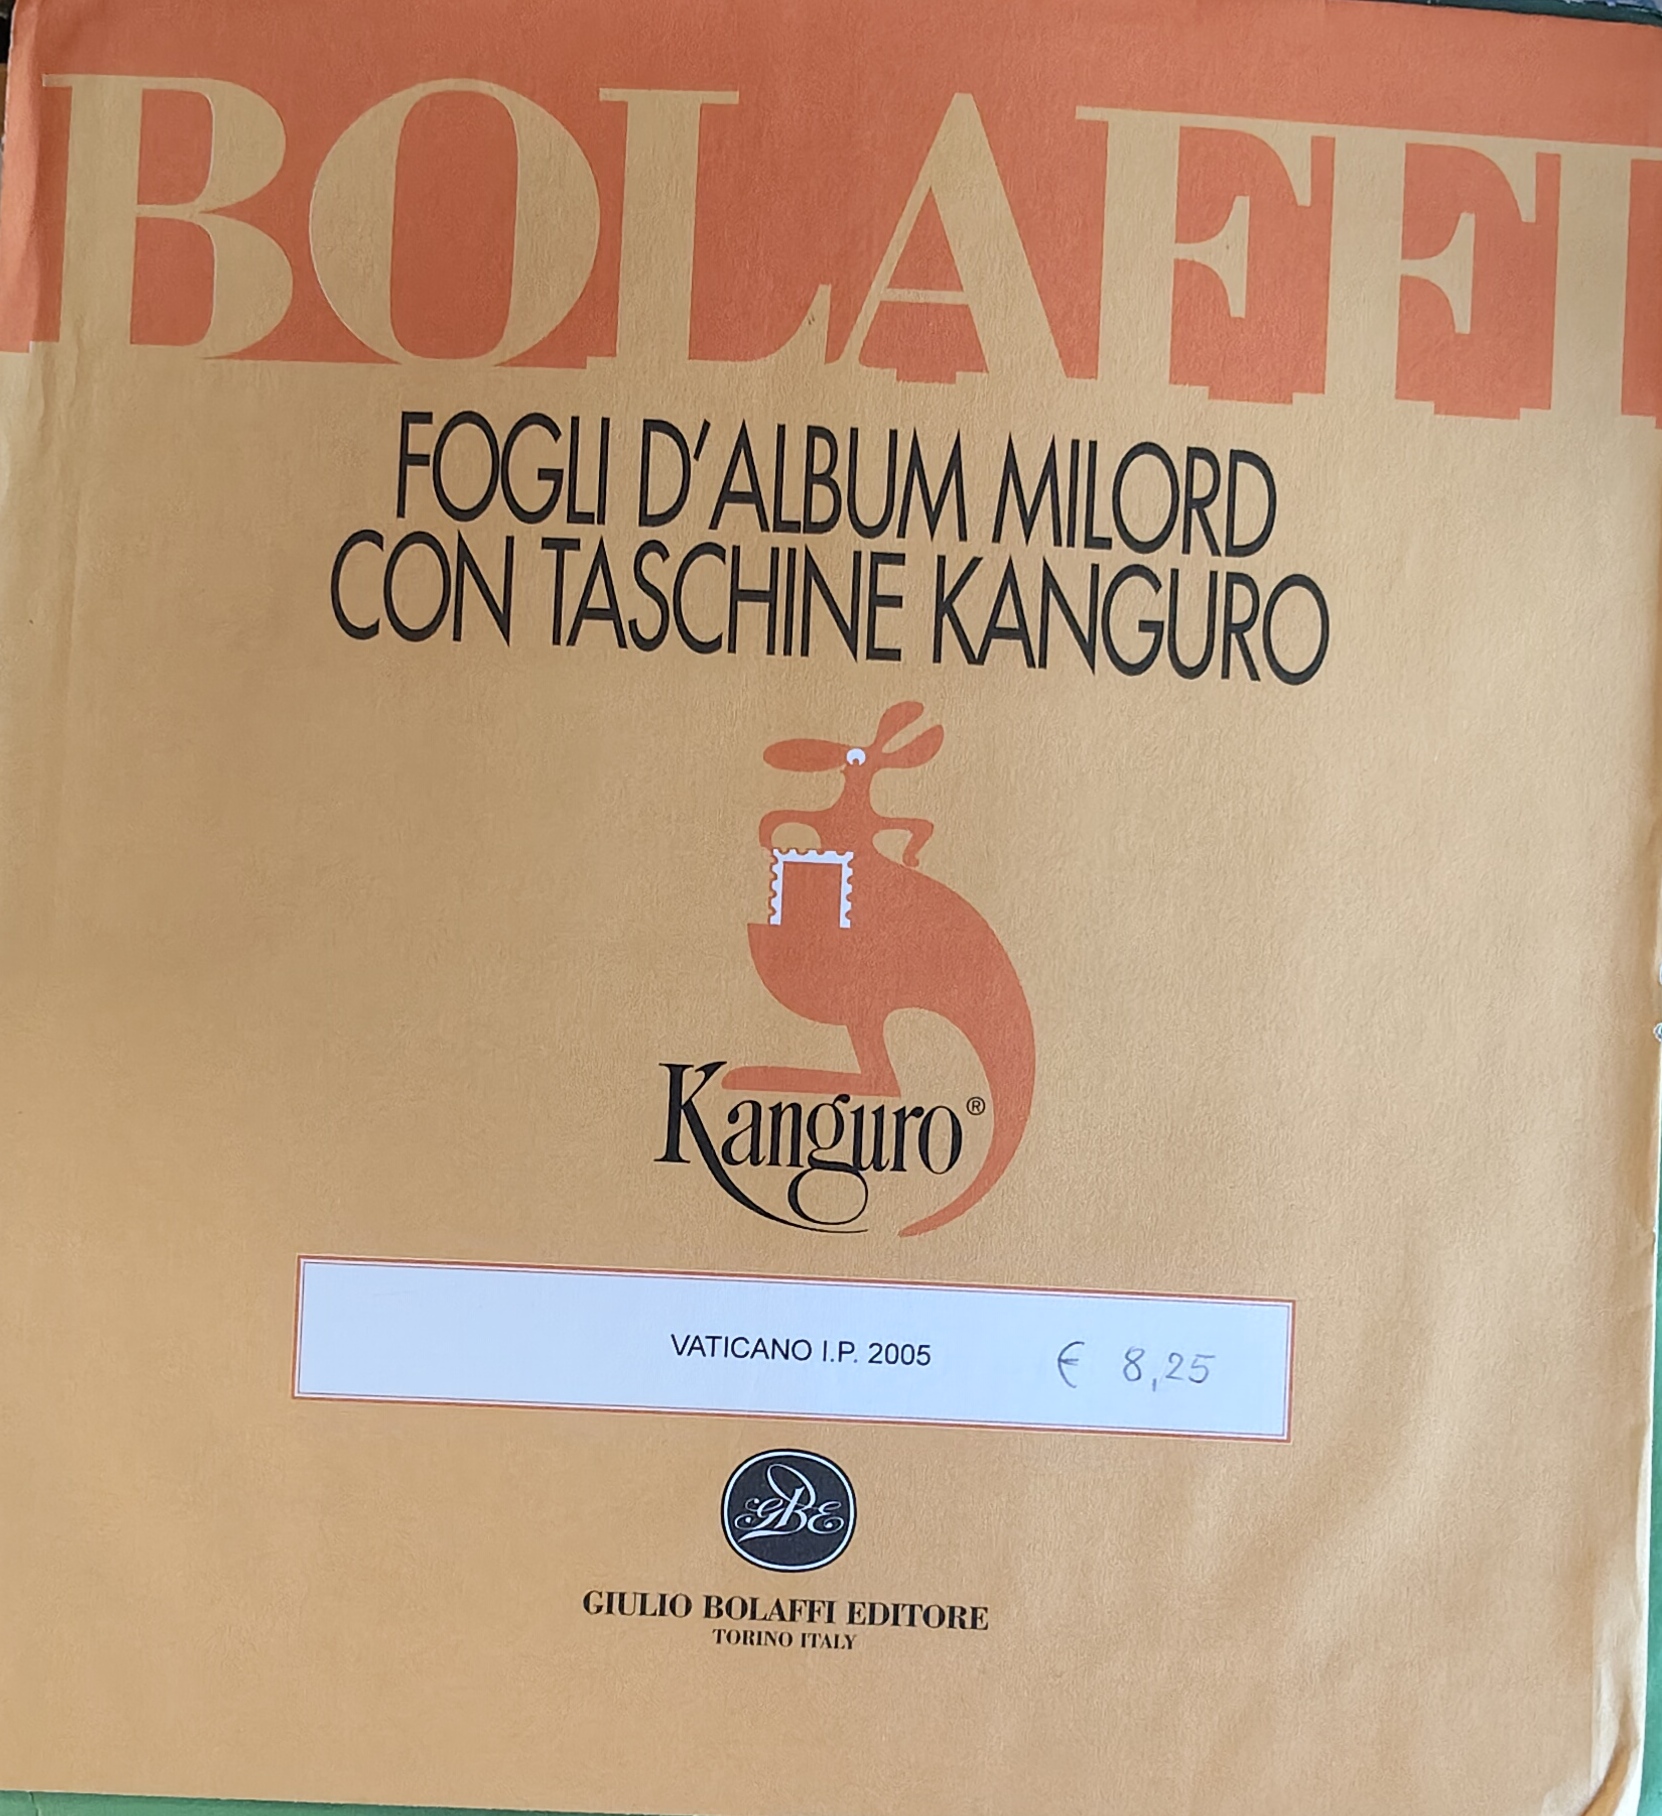 BOLAFFI
FOGLI D'ALBUM MILORD
CON TASCHINE KANGURO
Kanguro®
VATICANO I.P. 2005 € 8,25
GBE
GIULIO BOLAFFI EDITORE
TORINO ITALY